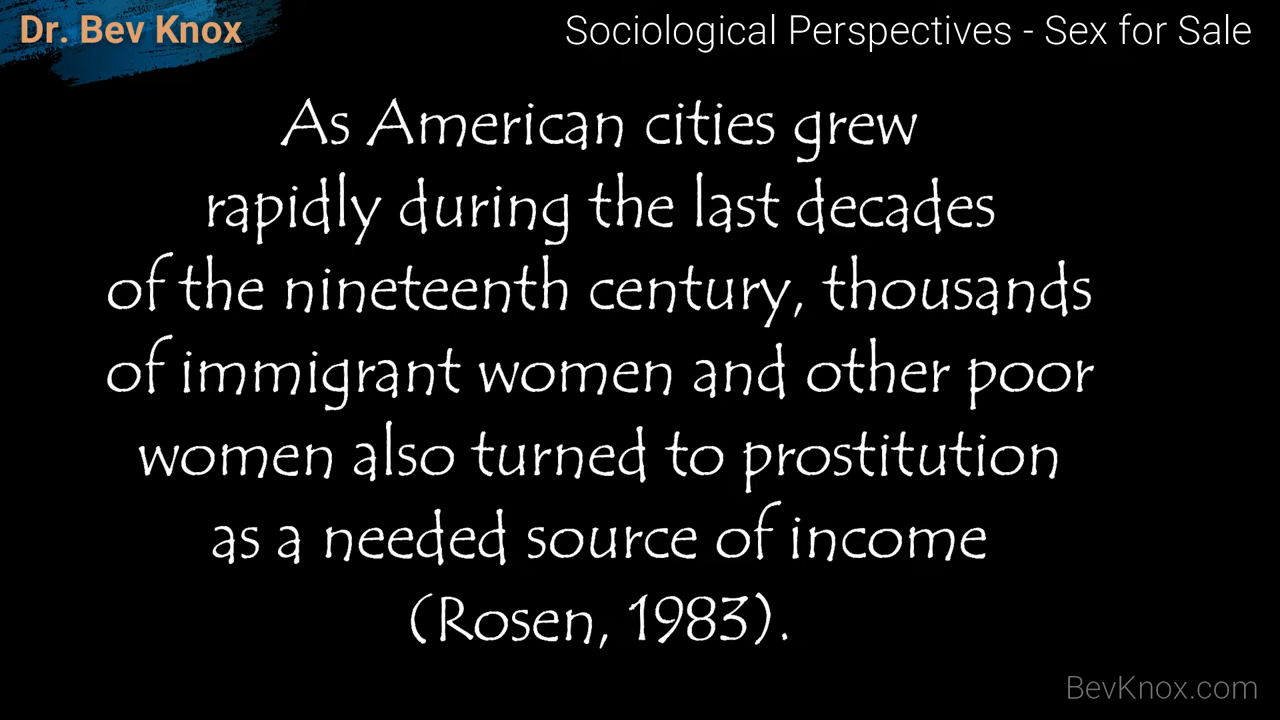 Dr. Bev Knox
Sociological Perspectives - Sex for Sale
As American cities grew
rapidly during the last decades
of the nineteenth century, thousands
of immigrant women and other poor
women also turned to prostitution
as a needed source of income
(Rosen, 1983).
BevKnox.com